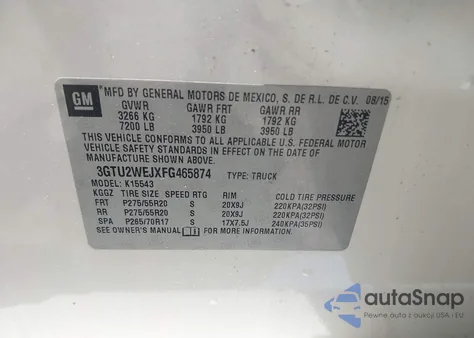 GM
MFD BY GENERAL MOTORS DE MEXICO, S. DE R.L. DE C.V. 08/15
GVWR GAWR FRT GAWR RR
3266 KG 1792 KG 1792 KG
7200 LB 3950 LB 3950 LB
THIS VEHICLE CONFORMS TO ALL APPLICABLE U.S. FEDERAL MOTOR
VEHICLE SAFETY STANDARDS IN EFFECT ON THE DATE OF
MANUFACTURE SHOWN ABOVE.
3GTU2WEJXFG465874 TYPE: TRUCK
MODEL: K15543
KGGZ TIRE SIZE SPEED RTG RIM COLD TIRE PRESSURE
FRT P275/55R20 S 20X9J 220KPA(32PSI)
RR P275/55R20 S 20X9J 220KPA(32PSI)
SPA P265/70R17 S 17X7.5J 240KPA(35PSI)
SEE OWNER'S MANUAL
autoSnap
Pewne auto z aukcji w USA - EU